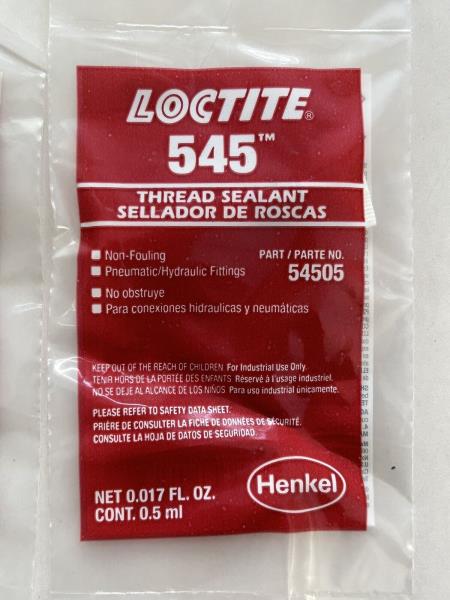 LOCTITE®
545™
THREAD SEALANT
SELLADOR DE ROSCAS
Non-Fouling
Pneumatic/Hydraulic Fittings
No obstruye
Para conexiones hidraulicas y neumáticas
PART / PARTE NO.
54505
KEEP OUT OF THE REACH OF CHILDREN For Industrial Use Only.
TENIR HORS DE LA PORTÉE DES ENFANTS Réservé à l'usage industriel.
NO SE DEJE AL ALCANCE DE LOS NIÑOS Para uso industrial únicamente.
PLEASE REFER TO SAFETY DATA SHEET.
PRIÈRE DE CONSULTER LA FICHE DE DONNÉES DE SÉCURITÉ.
CONSULTE LA HOJA DE DATOS DE SEGURIDAD.
NET 0.017 FL. OZ.
CONT. 0.5 ml
Henkel